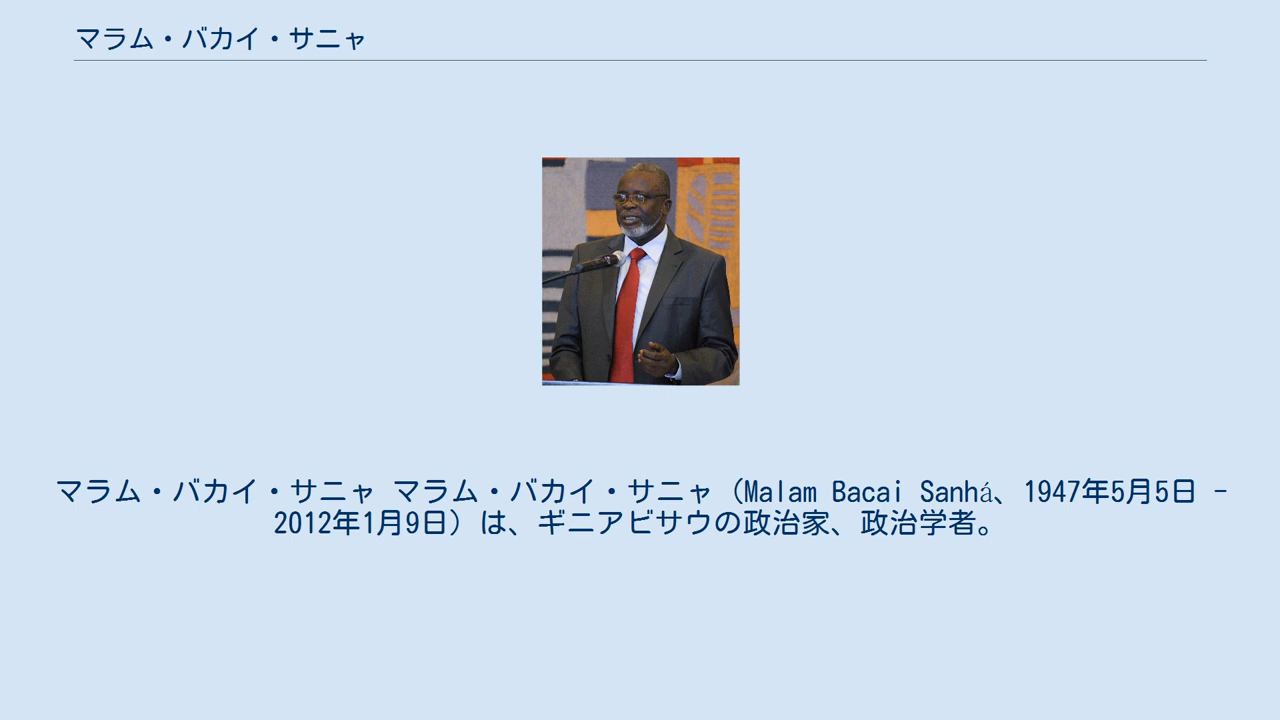 マラム・バカイ・サニャ
マラム・バカイ・サニャ マラム・バカイ・サニャ（Malam Bacai Sanhá、1947年5月5日 -
2012年1月9日）は、ギニアビサウの政治家、政治学者。